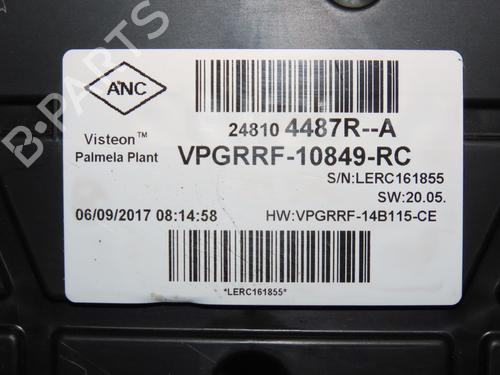 ANC
24810 4487R--A
Visteon™
Palmela Plant
VPGRRF-10849-RC
S/N:LERC161855
SW:20.05.
06/09/2017 08:14:58
HW:VPGRRF-14B115-CE
*LERC161855*
B-PARTS